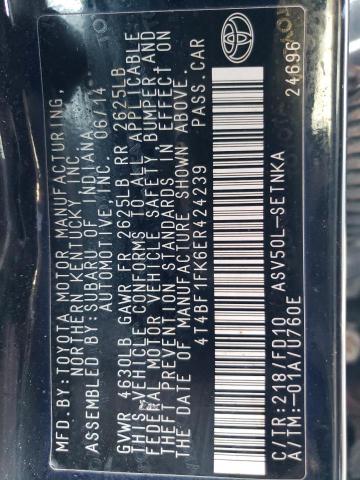 MFD.BY:TOYOTA MOTOR MANUFACTURING,
NORTHERN KENTUCKY INC
ASSEMBLED BY:SUBARU OF INDIANA
AUTOMOTIVE,INC. 06/14
GVWR 4630LB GAWR FR 2625LB RR 2625LB
THIS VEHICLE CONFORMS TO ALL APPLICABLE
FEDERAL MOTOR VEHICLE SAFETY BUMPER AND
THEFT PREVENTION STANDARDS IN EFFECT ON
THE DATE OF MANUFACTURE SHOWN ABOVE.
4T4BF1FK6ER424239 PASS.CAR
C/TR:218/FD10 ASV50L-SETNKA
A/TM:-01A/U760E 24696